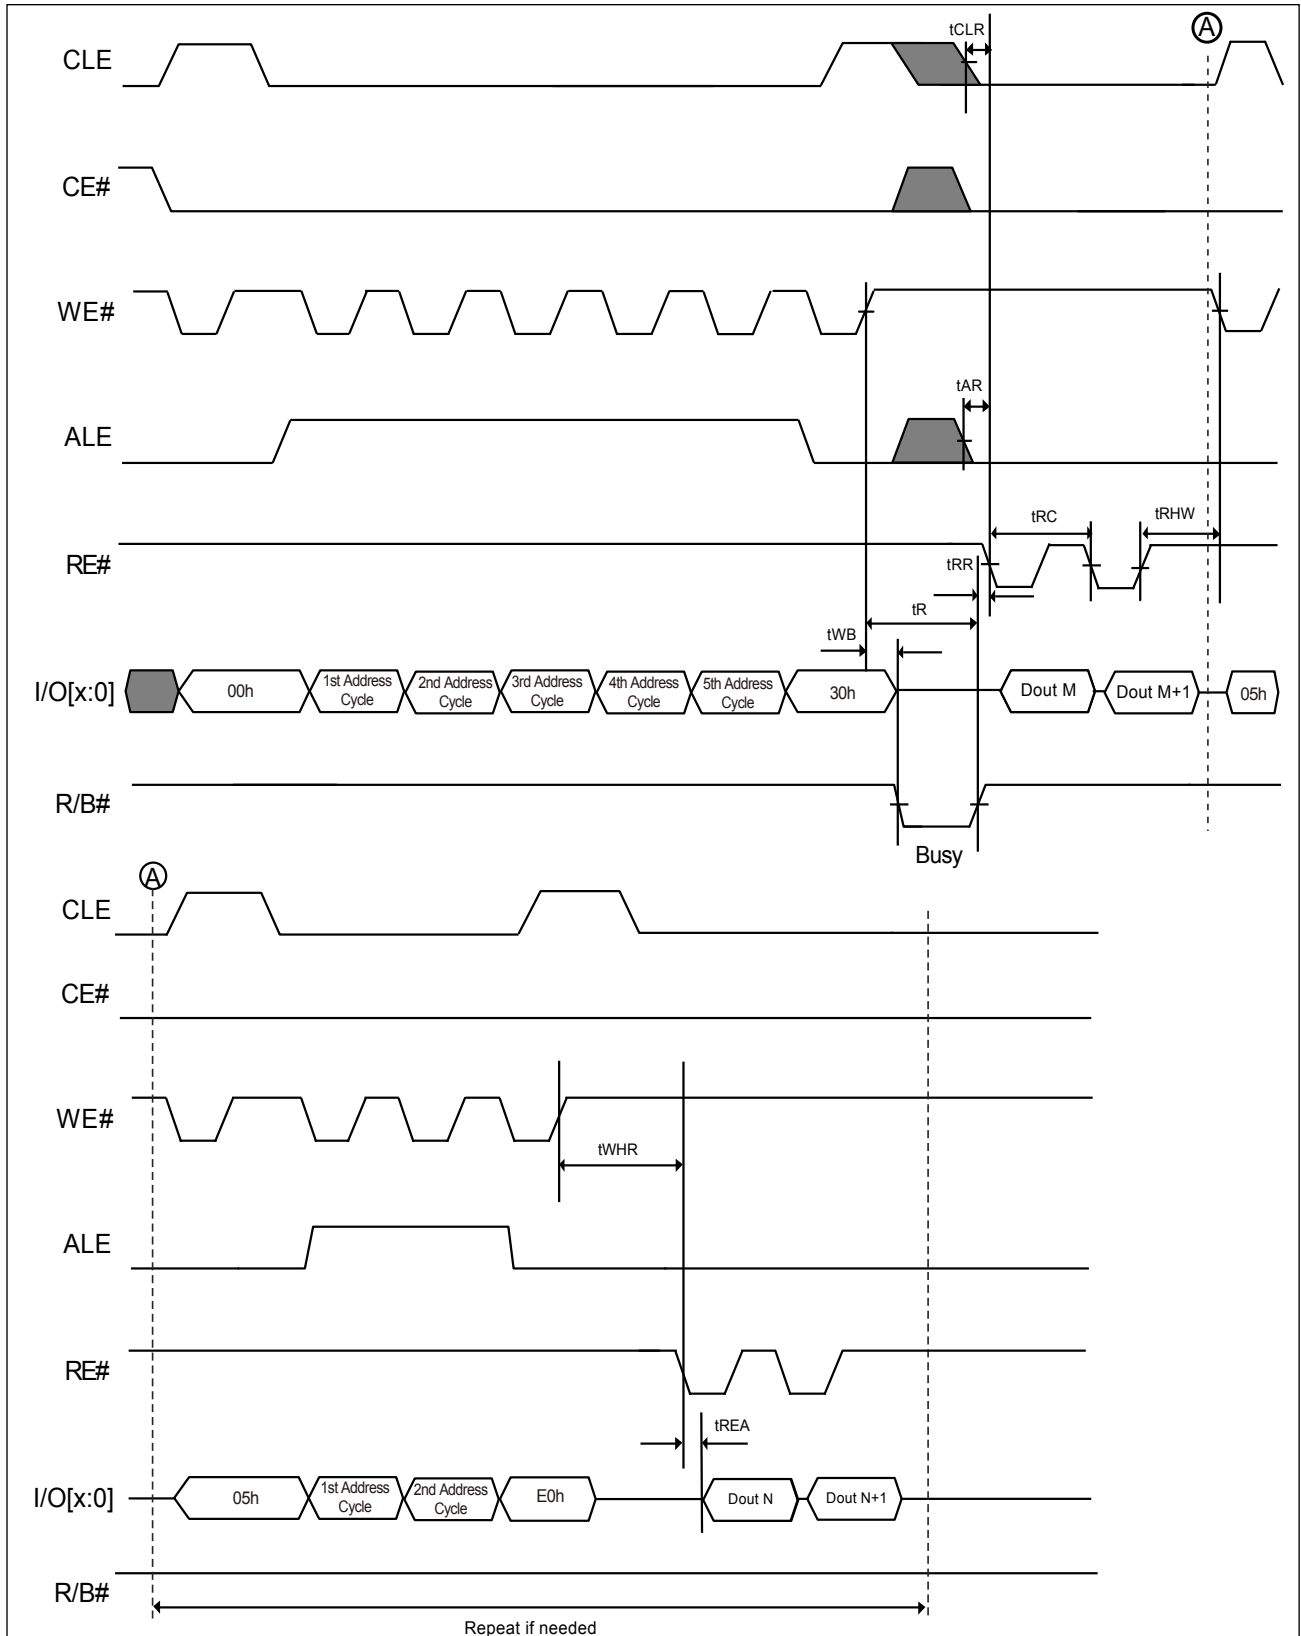 tCLR
A
CLE
CE#
WE#
tAR
ALE
tRC
tRHW
RE#
tRR
tR
tWB
I/O[x:0]
00h
1st Address
Cycle
2nd Address
Cycle
3rd Address
Cycle
4th Address
Cycle
5th Address
Cycle
30h
Dout M
Dout M+1
05h
R/B#
Busy
A
CLE
CE#
WE#
tWHR
ALE
RE#
tREA
I/O[x:0]
05h
1st Address
Cycle
2nd Address
Cycle
E0h
Dout N
Dout N+1
R/B#
Repeat if needed